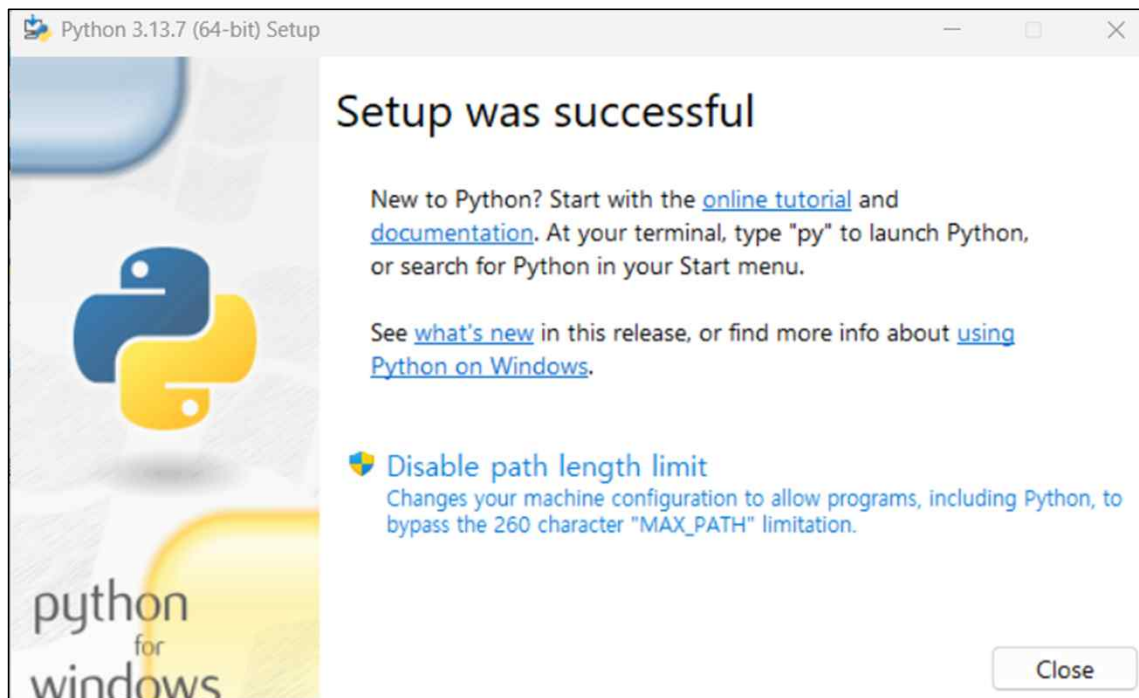 Python 3.13.7 (64-bit) Setup
Setup was successful
New to Python? Start with the online tutorial and
documentation. At your terminal, type "py" to launch Python,
or search for Python in your Start menu.
See what's new in this release, or find more info about using
Python on Windows.
Disable path length limit
Changes your machine configuration to allow programs, including Python, to
bypass the 260 character "MAX_PATH" limitation.
python
for
windows
Close